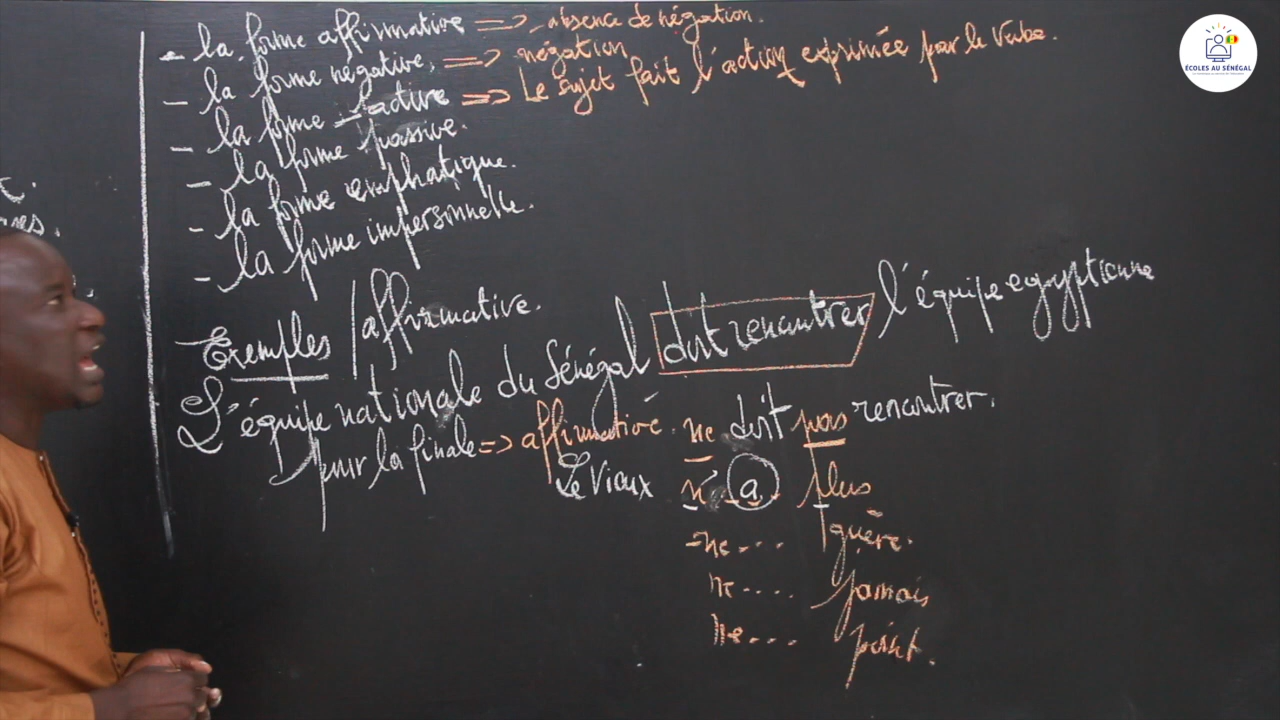 - la forme affirmative => absence de négation.
- la forme négative, => négation
- la forme active => Le sujet fait l'action exprimée par le verbe.
- la forme passive.
- la forme emphatique.
- la forme impersonnelle.
Exemples / affirmative.
L'équipe nationale du Sénégal doit rencontrer l'équipe egyptienne
pour la finale => affirmative. ne doit pas rencontrer.
Le vieux n' a plus
- ne ... guère.
ne .... jamais
ne ... point.
ÉCOLES AU SÉNÉGAL